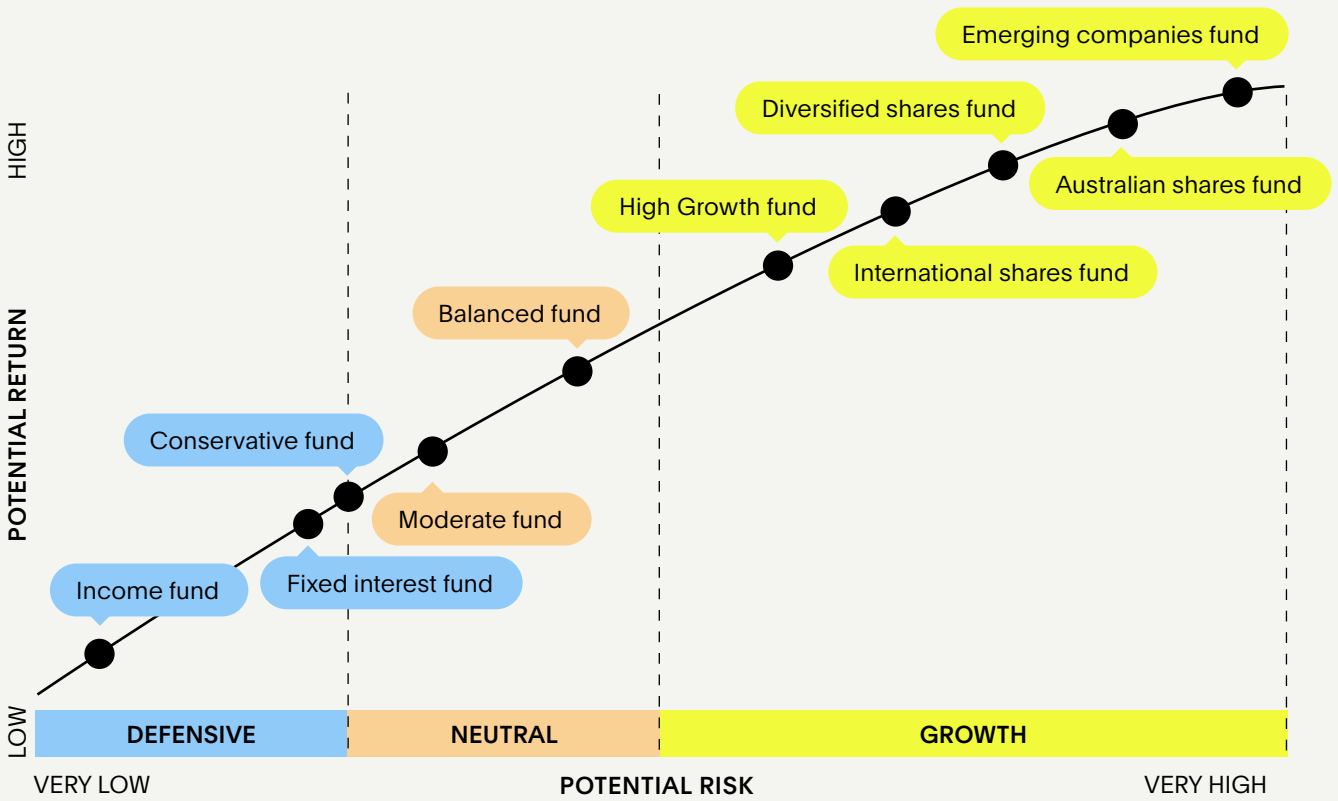 Emerging companies fund
Diversified shares fund
HIGH
Australian shares fund
High Growth fund
International shares fund
Balanced fund
POTENTIAL RETURN
Conservative fund
Moderate fund
Income fund
Fixed interest fund
LOW
DEFENSIVE
NEUTRAL
GROWTH
VERY LOW
POTENTIAL RISK
VERY HIGH